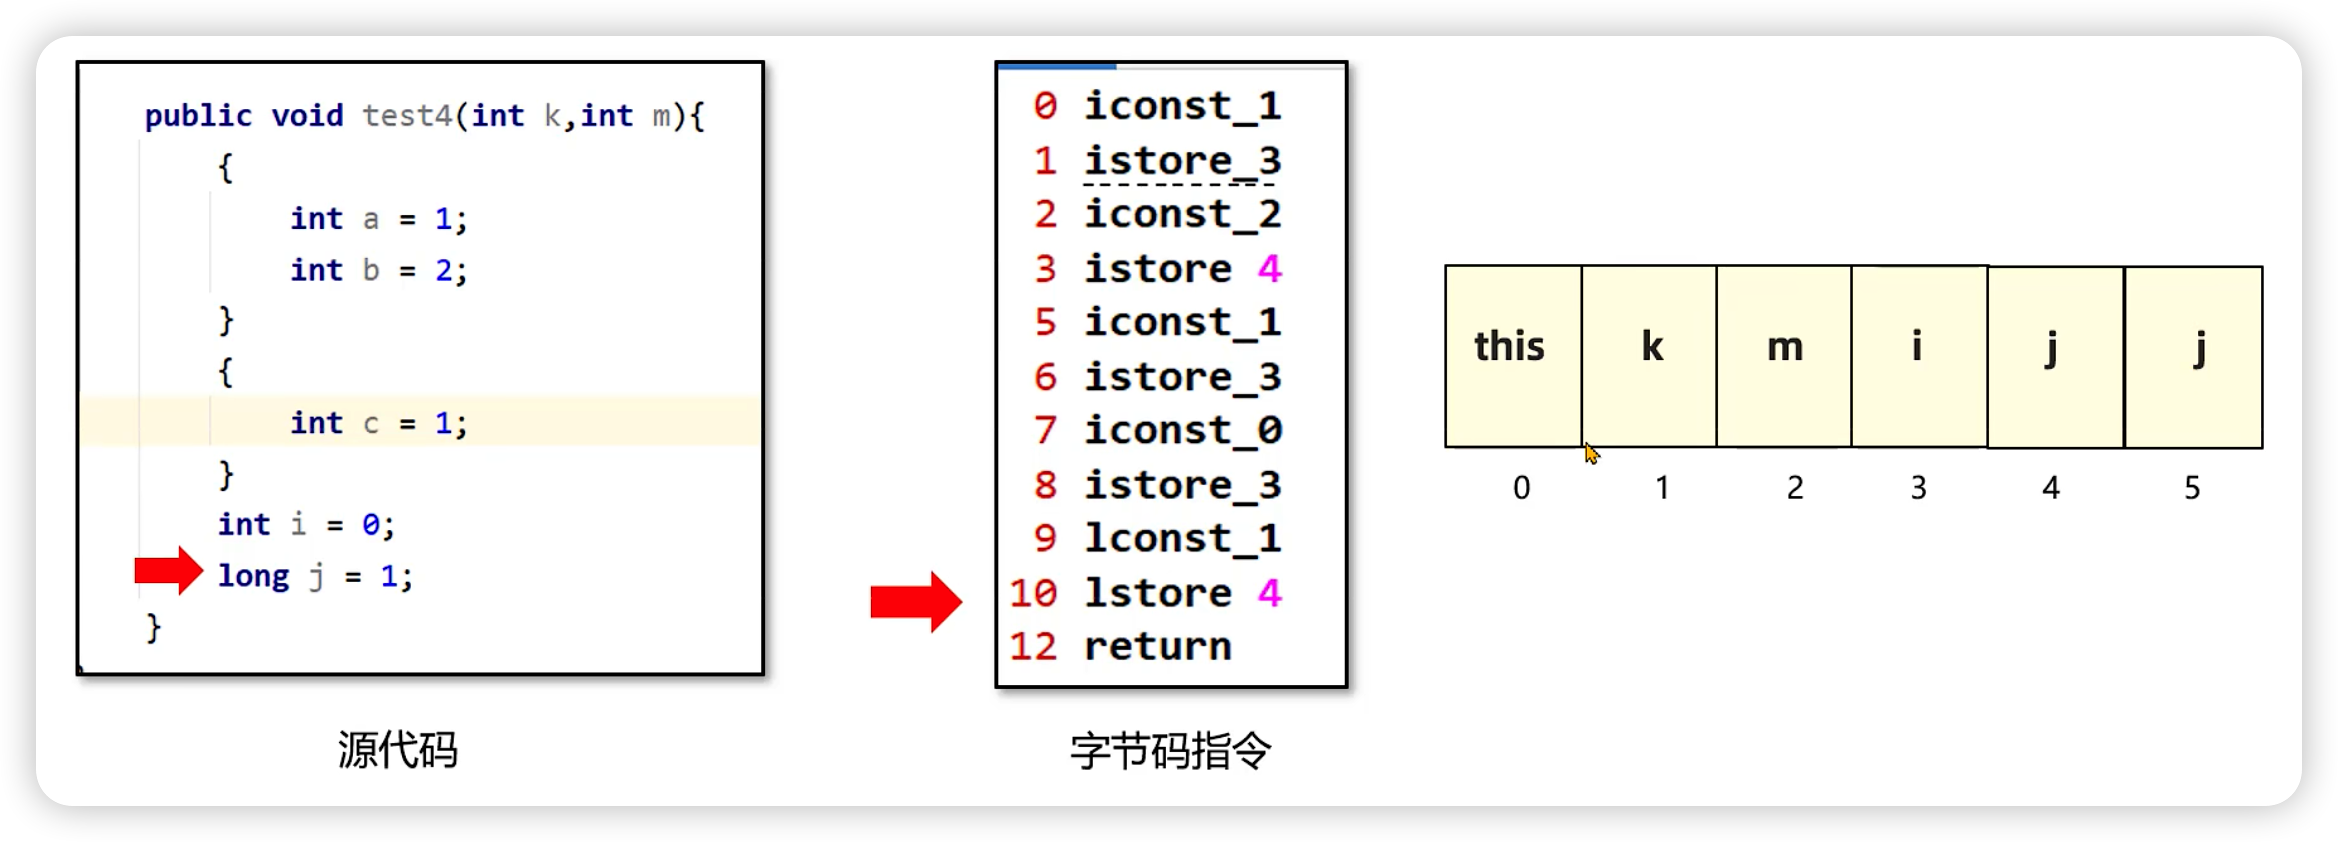 public void test4(int k,int m){
{
int a = 1;
int b = 2;
}
{
int c = 1;
}
int i = 0;
long j = 1;
}
源代码
0 iconst_1
1 istore_3
2 iconst_2
3 istore 4
5 iconst_1
6 istore_3
7 iconst_0
8 istore_3
9 lconst_1
10 lstore 4
12 return
字节码指令
this k m i j j
0 1 2 3 4 5